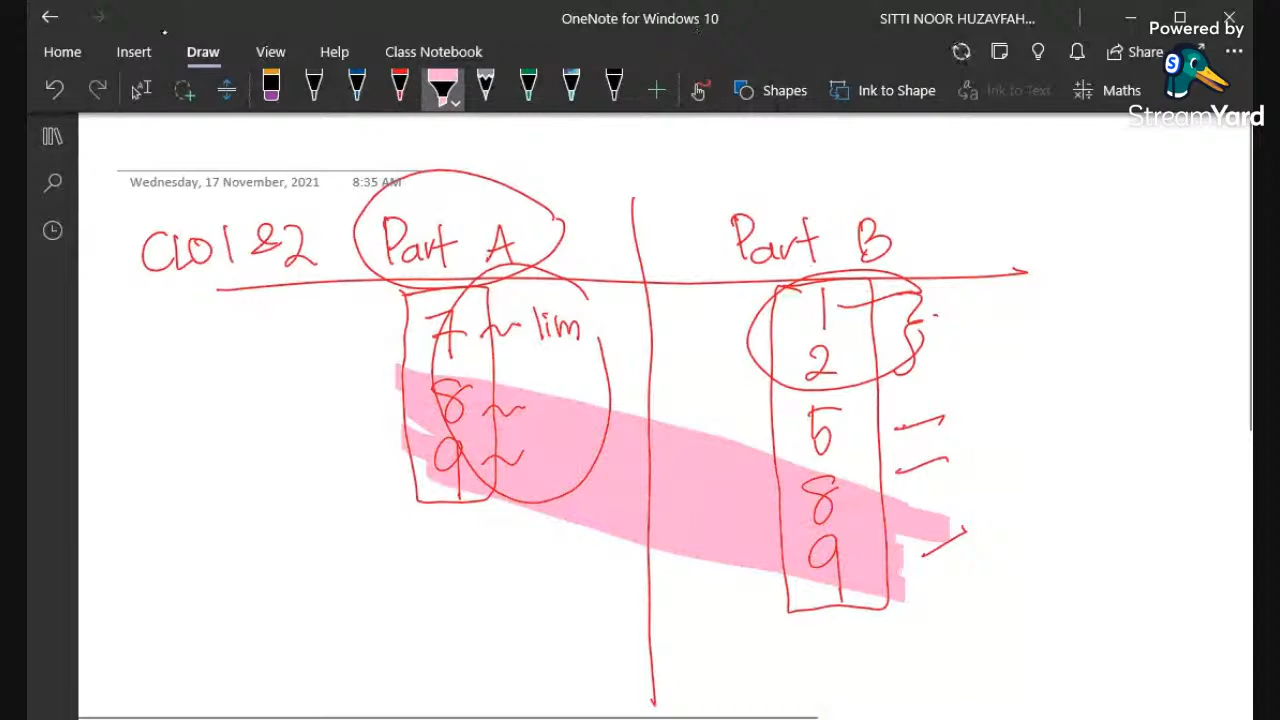 OneNote for Windows 10
SITTI NOOR HUZAYFAH...
Powered by
StreamYard
Home Insert Draw View Help Class Notebook Share
Shapes Ink to Shape Ink to Text Maths
Wednesday, 17 November, 2021 8:35 AM
CLO 1 & 2 Part A Part B
7 ~ lim 1
2
8 ~ 5
9 ~ 8
9